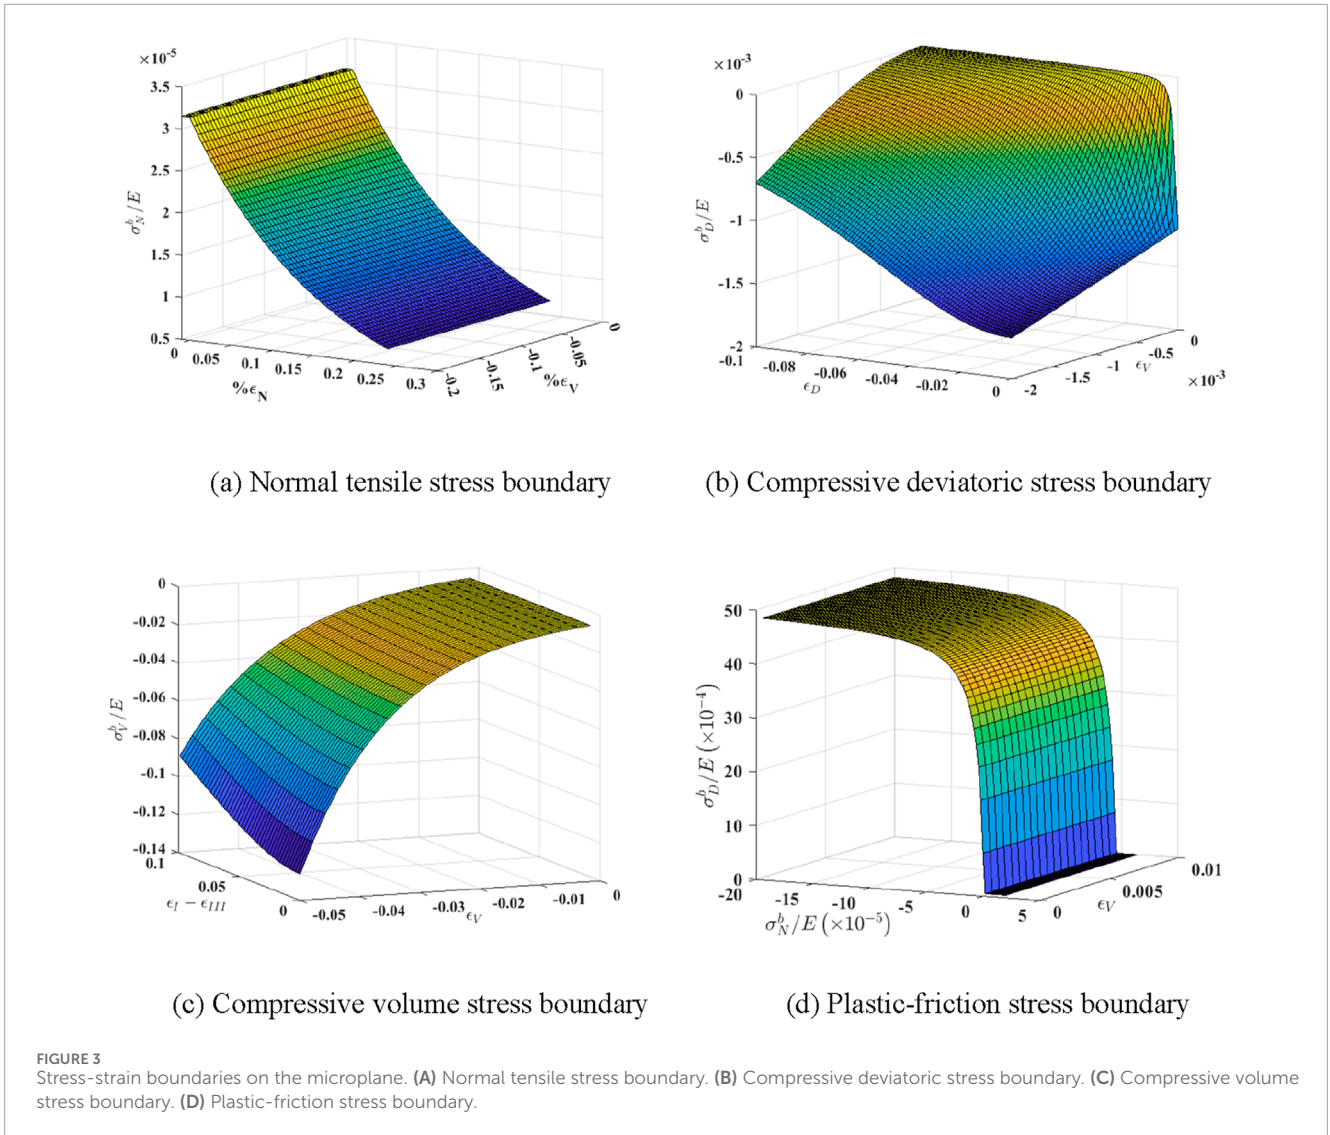 ×10⁻⁵
3.5
3
2.5
2
1.5
1
0.5
σ_N^b/E
0 0.05 0.1 0.15 0.2 0.25 0.3
%ϵ_N
-0.2 -0.15 -0.1 -0.05 0
%ϵ_V
(a) Normal tensile stress boundary
×10⁻³
0
-0.5
-1
-1.5
-2
σ_D^b/E
-0.1 -0.08 -0.06 -0.04 -0.02 0
ϵ_D
-2 -1.5 -1 -0.5 0
ϵ_V
×10⁻³
(b) Compressive deviatoric stress boundary
0
-0.02
-0.04
-0.06
-0.08
-0.1
-0.12
-0.14
σ_V^b/E
0.1 0.05 0
ϵ_I − ϵ_III
-0.05 -0.04 -0.03 -0.02 -0.01 0
ϵ_V
(c) Compressive volume stress boundary
50
40
30
20
10
0
σ_D^b/E (×10⁻⁴)
-20 -15 -10 -5 0 5
σ_N^b/E (×10⁻⁵)
0 0.005 0.01
ϵ_V
(d) Plastic-friction stress boundary
FIGURE 3
Stress-strain boundaries on the microplane. (A) Normal tensile stress boundary. (B) Compressive deviatoric stress boundary. (C) Compressive volume
stress boundary. (D) Plastic-friction stress boundary.